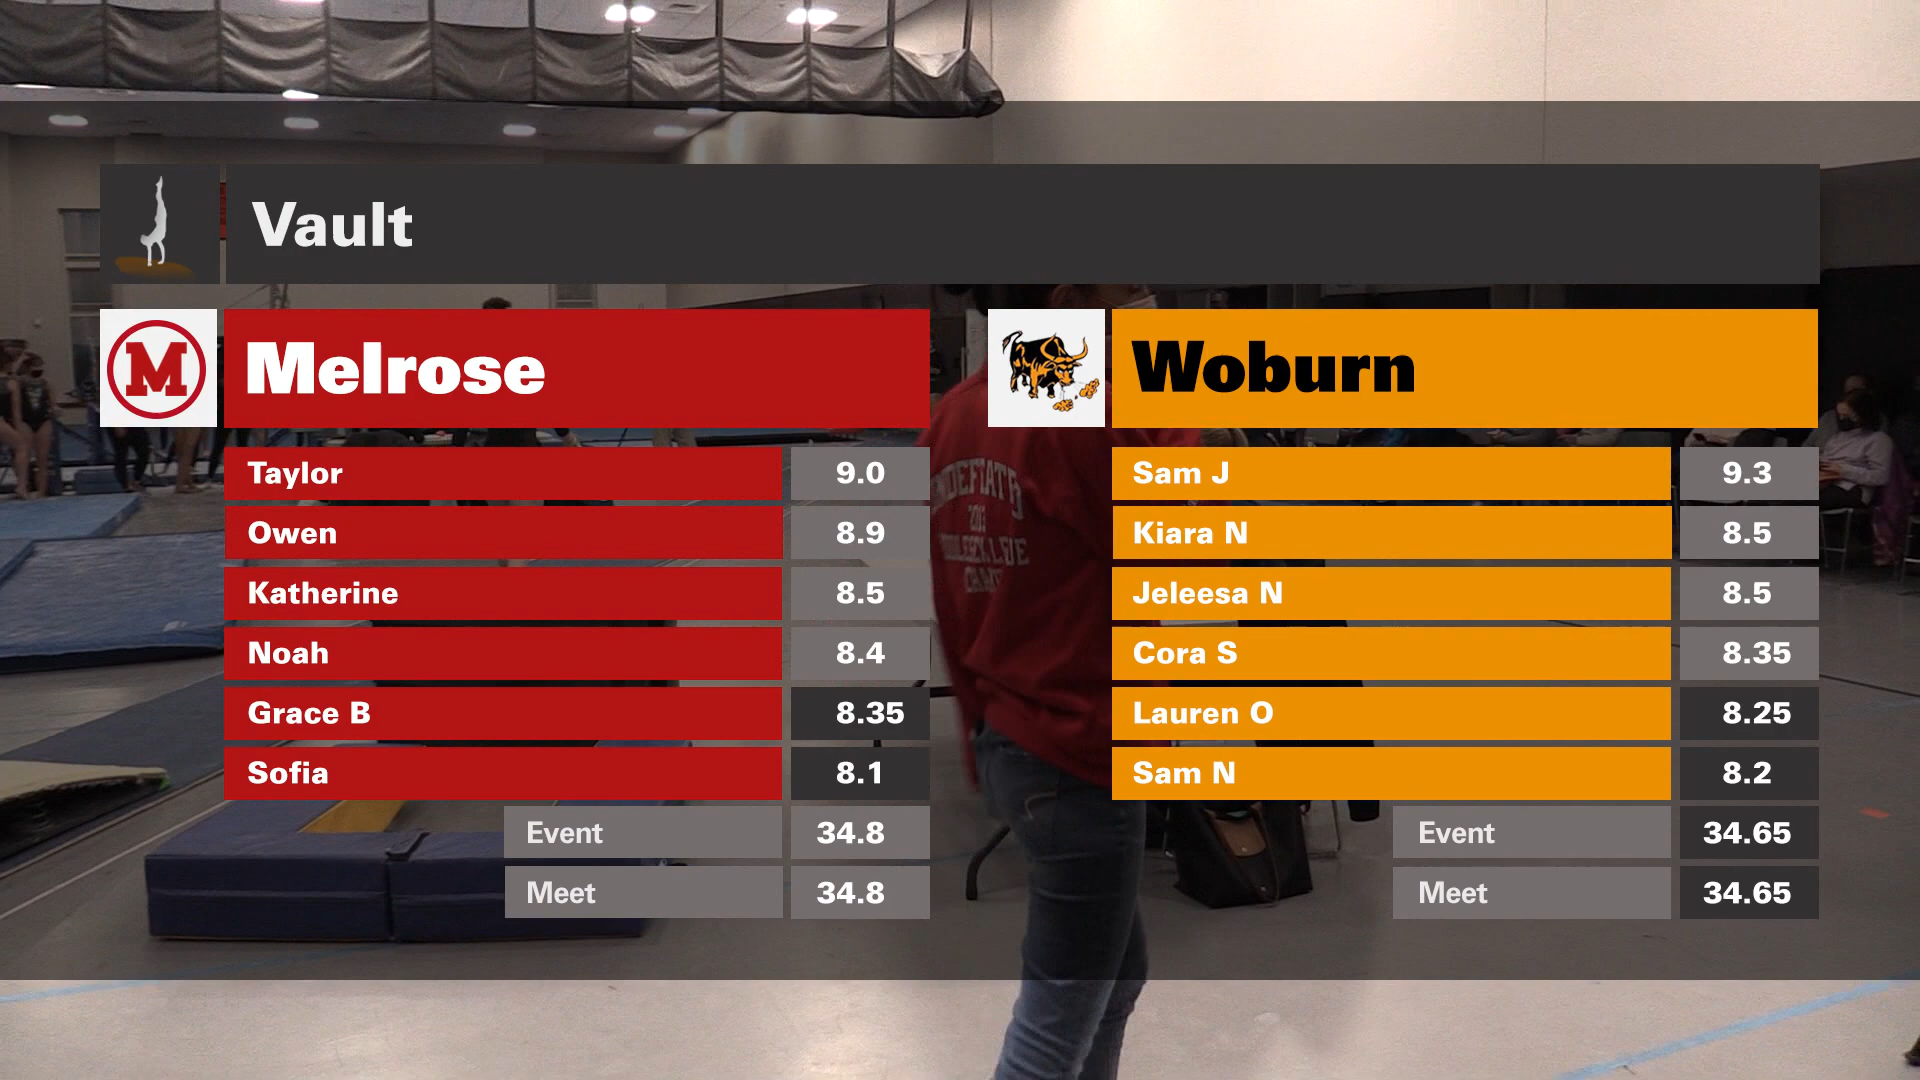 Vault
M Melrose
Taylor 9.0
Owen 8.9
Katherine 8.5
Noah 8.4
Grace B 8.35
Sofia 8.1
Event 34.8
Meet 34.8
Woburn
Sam J 9.3
Kiara N 8.5
Jeleesa N 8.5
Cora S 8.35
Lauren O 8.25
Sam N 8.2
Event 34.65
Meet 34.65